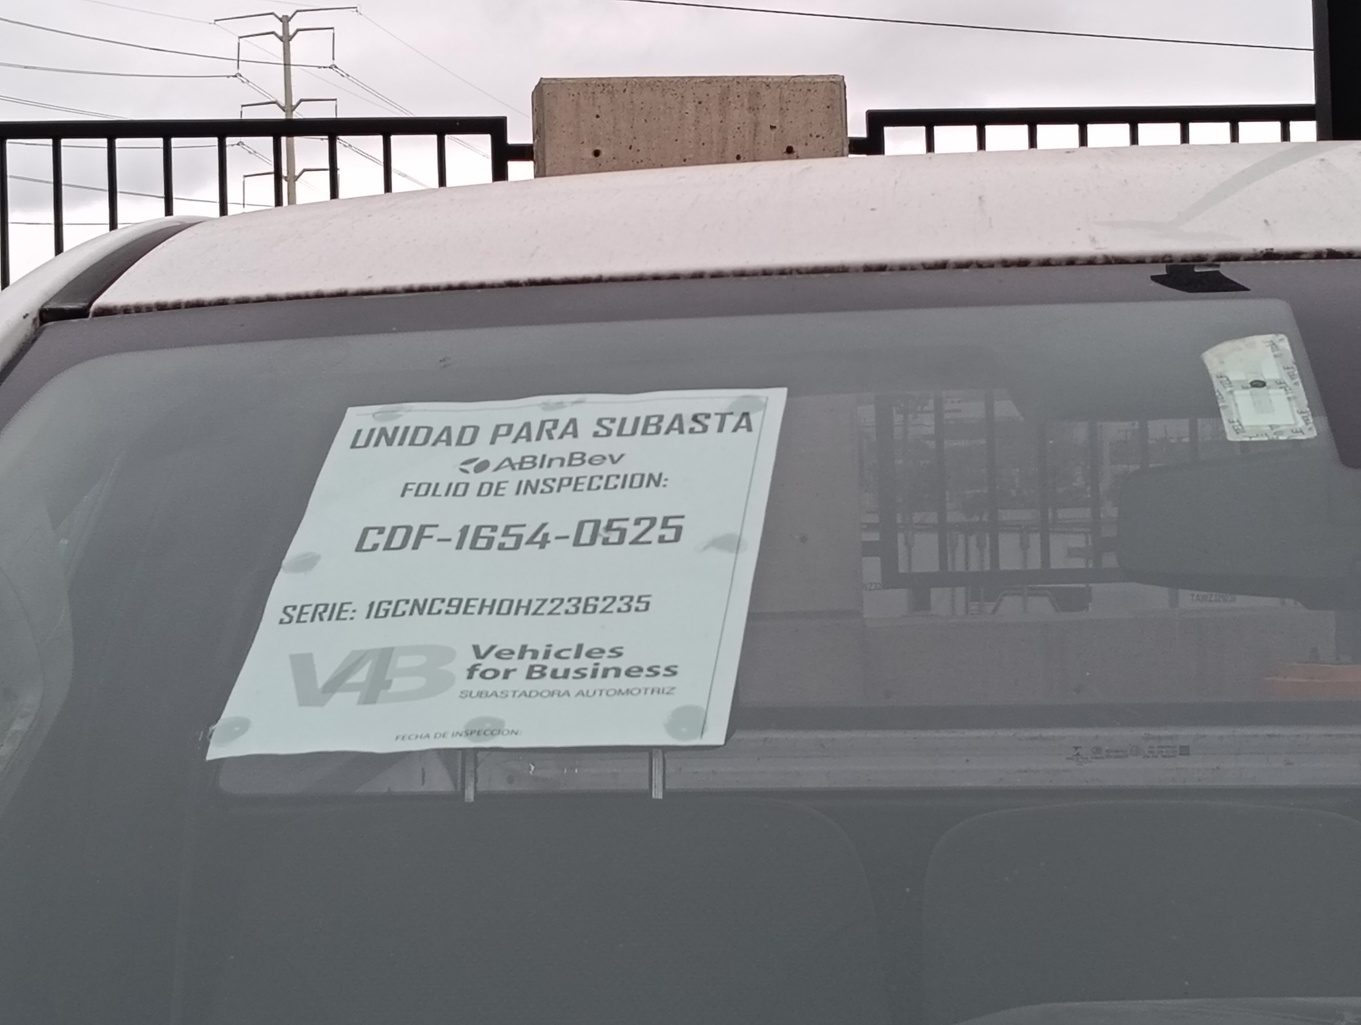 UNIDAD PARA SUBASTA
ABInBev
FOLIO DE INSPECCION:
CDF-1654-0525
SERIE: 1GCNC9EH0HZ236235
V4B Vehicles
for Business
SUBASTADORA AUTOMOTRIZ
FECHA DE INSPECCION: